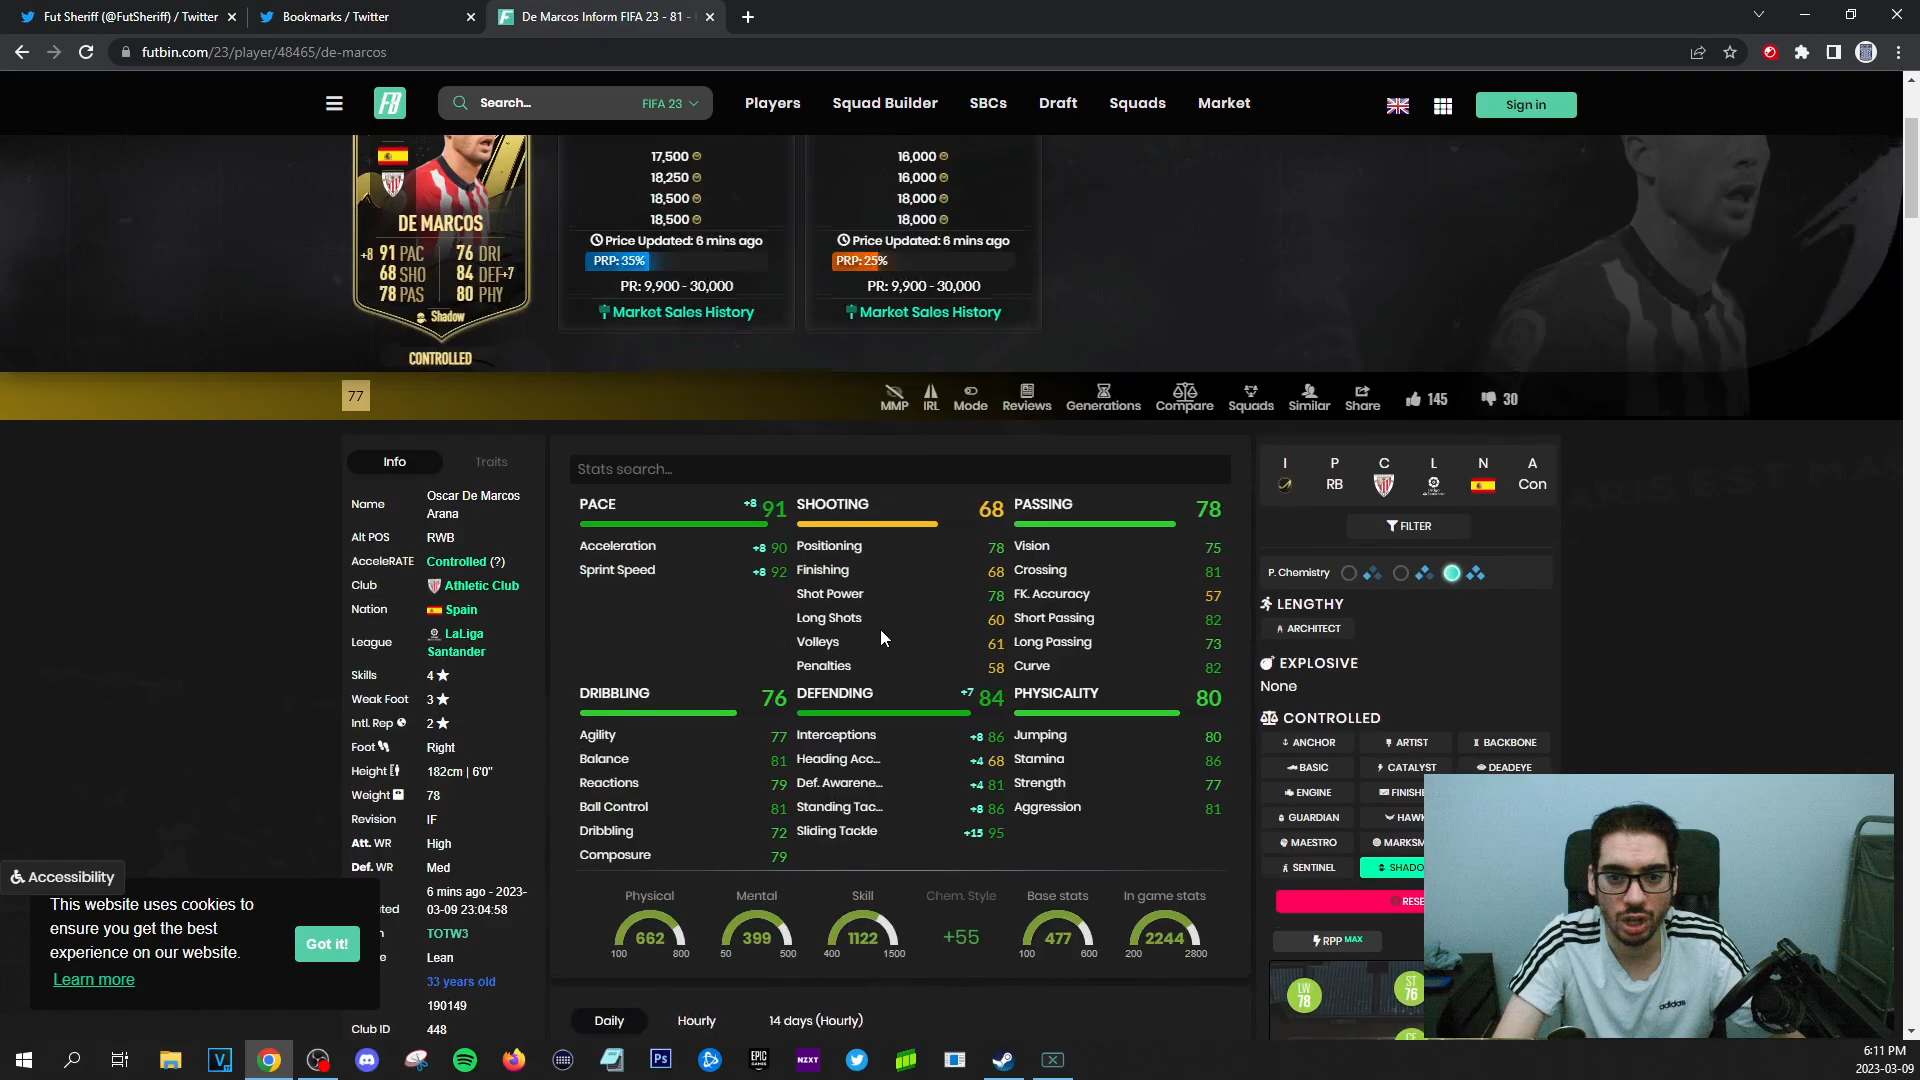 Fut Sheriff (@FutSheriff) / Twitter
Bookmarks / Twitter
De Marcos Inform FIFA 23 - 81 -
futbin.com/23/player/48465/de-marcos
FB
Search...
FIFA 23
Players
Squad Builder
SBCs
Draft
Squads
Market
Sign in
DE MARCOS
+8 91 PAC
76 DRI
68 SHO
84 DEF+7
78 PAS
80 PHY
Shadow
CONTROLLED
17,500
18,250
18,500
18,500
Price Updated: 6 mins ago
PRP: 35%
PR: 9,900 - 30,000
Market Sales History
16,000
16,000
18,000
18,000
Price Updated: 6 mins ago
PRP: 25%
PR: 9,900 - 30,000
Market Sales History
77
MMP
IRL
Mode
Reviews
Generations
Compare
Squads
Similar
Share
145
30
Info
Traits
Name
Oscar De Marcos
Arana
Alt POS
RWB
AcceleRATE
Controlled (?)
Club
Athletic Club
Nation
Spain
League
LaLiga
Santander
Skills
4
Weak Foot
3
Intl. Rep
2
Foot
Right
Height
182cm | 6'0"
Weight
78
Revision
IF
Att. WR
High
Def. WR
Med
6 mins ago - 2023-
03-09 23:04:58
TOTW3
Lean
33 years old
190149
Club ID
448
Stats search...
PACE
+8 91
Acceleration
+8 90
Sprint Speed
+8 92
SHOOTING
68
Positioning
78
Finishing
68
Shot Power
78
Long Shots
60
Volleys
61
Penalties
58
PASSING
78
Vision
75
Crossing
81
FK. Accuracy
57
Short Passing
82
Long Passing
73
Curve
82
DRIBBLING
76
Agility
77
Balance
81
Reactions
79
Ball Control
81
Dribbling
72
Composure
79
DEFENDING
+7 84
Interceptions
+8 86
Heading Acc...
+4 68
Def. Awarene...
+4 81
Standing Tac...
+8 86
Sliding Tackle
+15 95
PHYSICALITY
80
Jumping
80
Stamina
86
Strength
77
Aggression
81
Physical
662
100
800
Mental
399
50
500
Skill
1122
400
1500
Chem. Style
+55
Base stats
477
100
600
In game stats
2244
200
2800
Daily
Hourly
14 days (Hourly)
I
P
C
L
N
A
RB
Con
FILTER
P. Chemistry
LENGTHY
ARCHITECT
EXPLOSIVE
None
CONTROLLED
ANCHOR
ARTIST
BACKBONE
BASIC
CATALYST
DEADEYE
ENGINE
FINISHE
GUARDIAN
HAWK
MAESTRO
MARKSM
SENTINEL
SHADO
RESE
RPP MAX
LW
78
ST
76
CF
Accessibility
This website uses cookies to
ensure you get the best
experience on our website.
Learn more
Got it!
adidas
V
Ps
EPIC
GAMES
NZXT
6:11 PM
2023-03-09